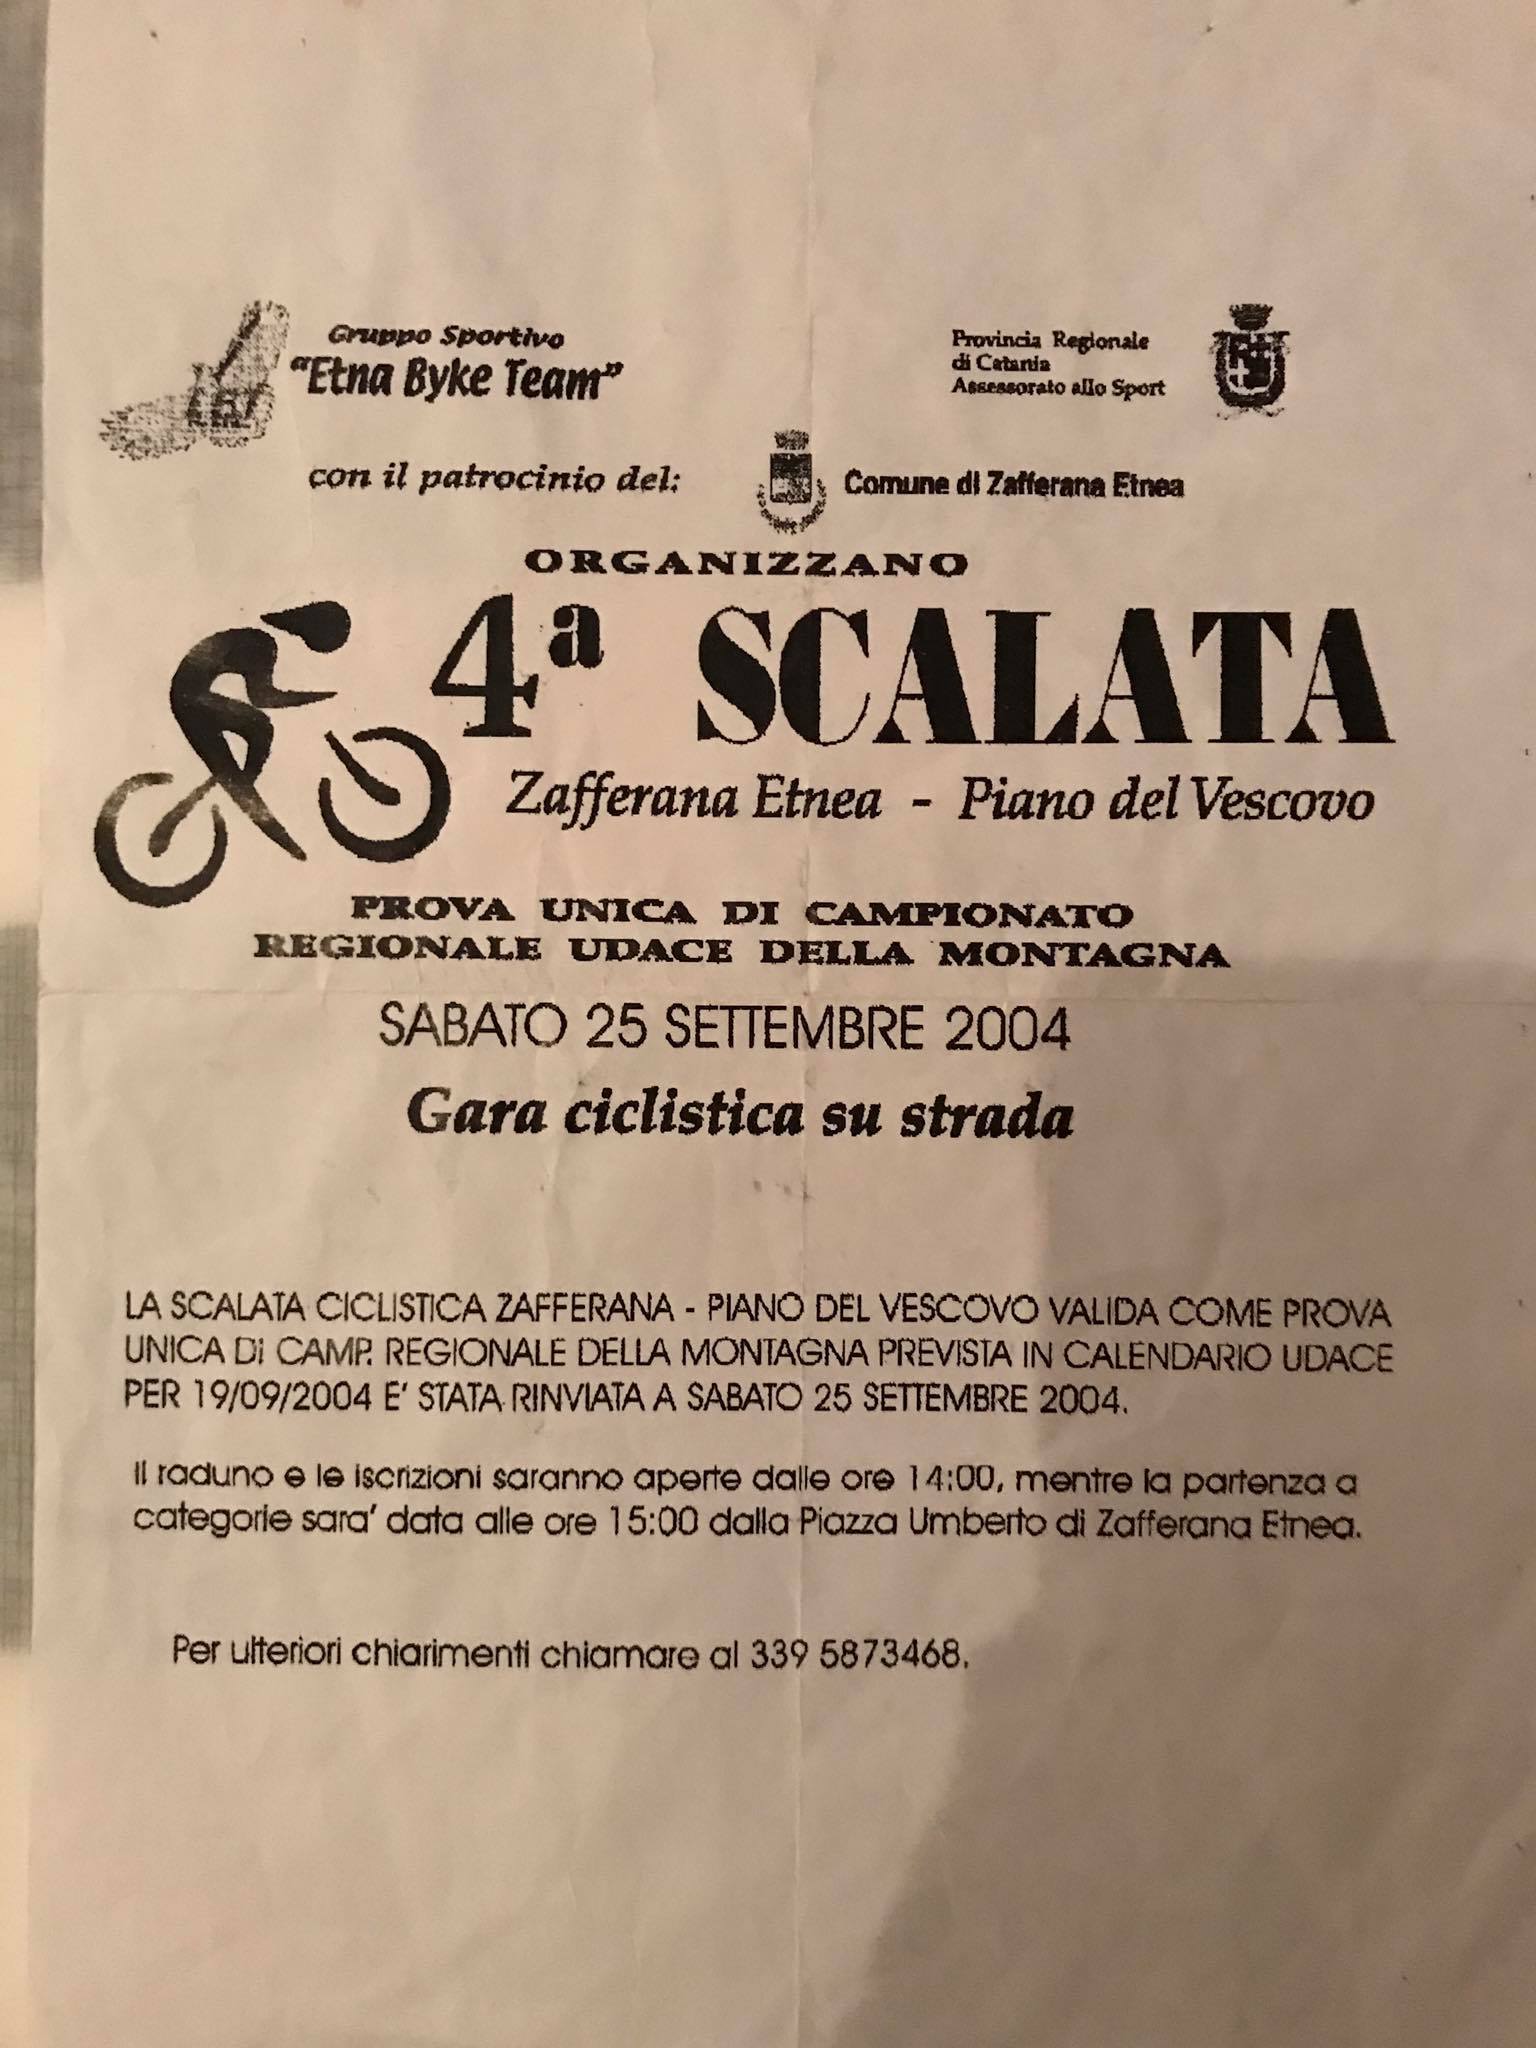 Gruppo Sportivo
"Etna Byke Team"
Provincia Regionale
di Catania
Assessorato allo Sport
con il patrocinio del:
Comune di Zafferana Etnea
ORGANIZZANO
4ª SCALATA
Zafferana Etnea - Piano del Vescovo
PROVA UNICA DI CAMPIONATO
REGIONALE UDACE DELLA MONTAGNA
SABATO 25 SETTEMBRE 2004
Gara ciclistica su strada
LA SCALATA CICLISTICA ZAFFERANA - PIANO DEL VESCOVO VALIDA COME PROVA
UNICA Di CAMP. REGIONALE DELLA MONTAGNA PREVISTA IN CALENDARIO UDACE
PER 19/09/2004 E' STATA RINVIATA A SABATO 25 SETTEMBRE 2004.
Il raduno e le iscrizioni saranno aperte dalle ore 14:00, mentre la partenza a
categorie sara' data alle ore 15:00 dalla Piazza Umberto di Zafferana Etnea.
Per ulteriori chiarimenti chiamare al 339 5873468.